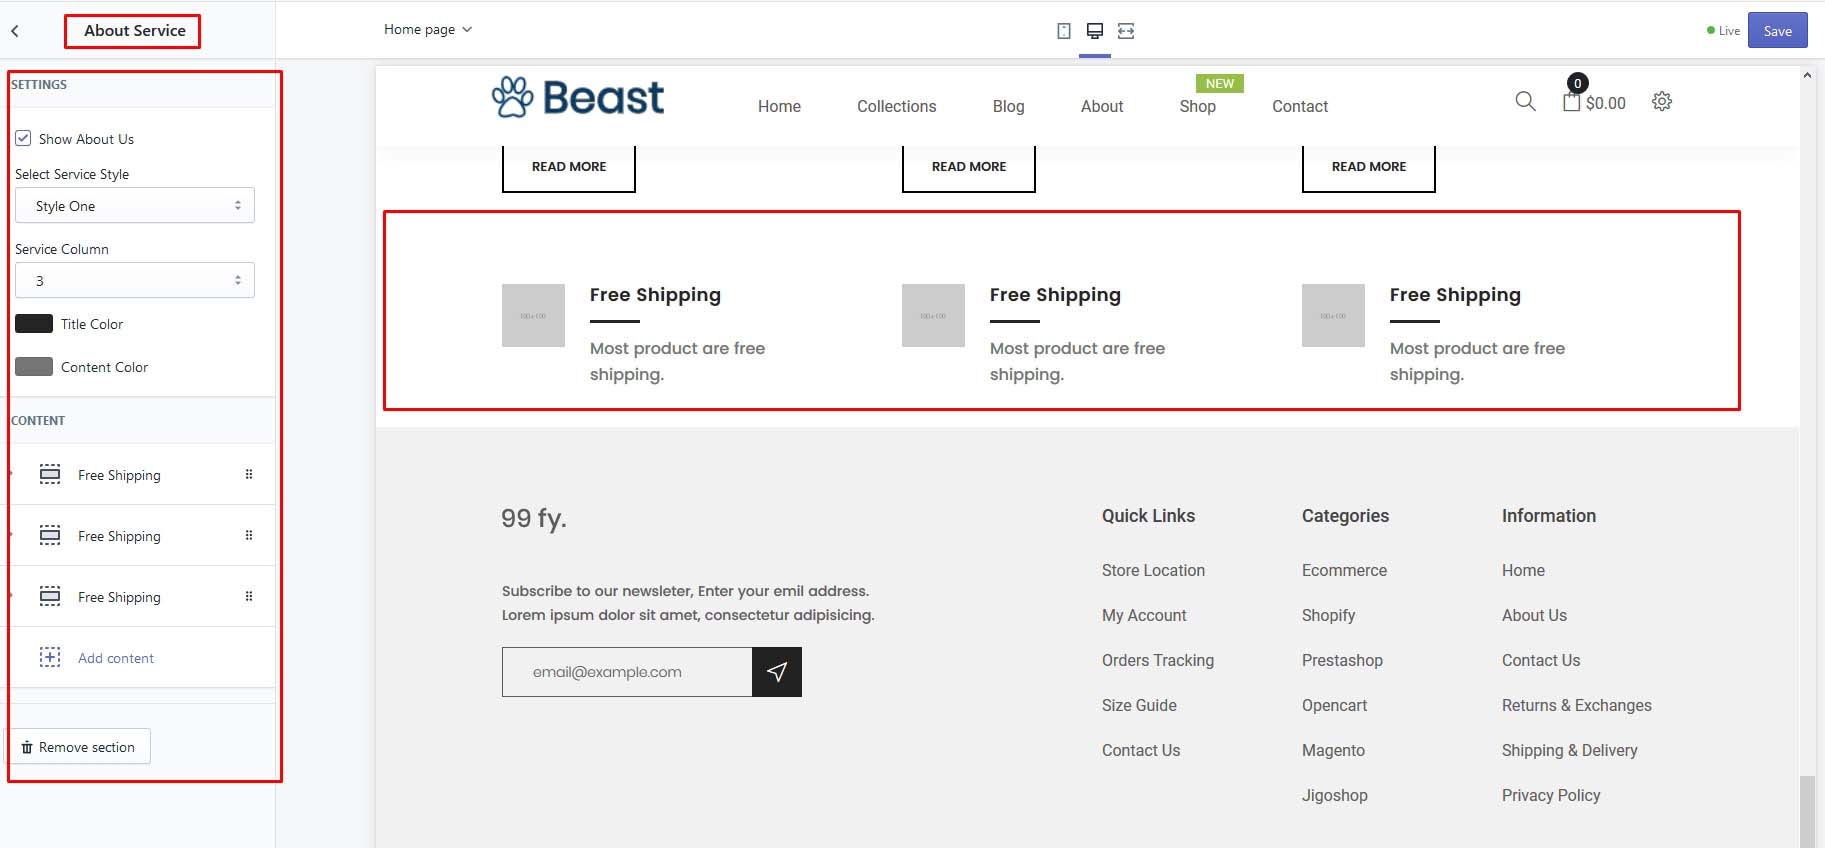 About Service
Home page
Live
Save
SETTINGS
Show About Us
Select Service Style
Style One
Service Column
3
Title Color
Content Color
CONTENT
Free Shipping
Free Shipping
Free Shipping
Add content
Remove section
Beast
Home
Collections
Blog
About
NEW
Shop
Contact
0
$0.00
READ MORE
READ MORE
READ MORE
100 x 100
Free Shipping
Most product are free
shipping.
100 x 100
Free Shipping
Most product are free
shipping.
100 x 100
Free Shipping
Most product are free
shipping.
99 fy.
Subscribe to our newsleter, Enter your emil address.
Lorem ipsum dolor sit amet, consectetur adipisicing.
email@example.com
Quick Links
Store Location
My Account
Orders Tracking
Size Guide
Contact Us
Categories
Ecommerce
Shopify
Prestashop
Opencart
Magento
Jigoshop
Information
Home
About Us
Contact Us
Returns & Exchanges
Shipping & Delivery
Privacy Policy